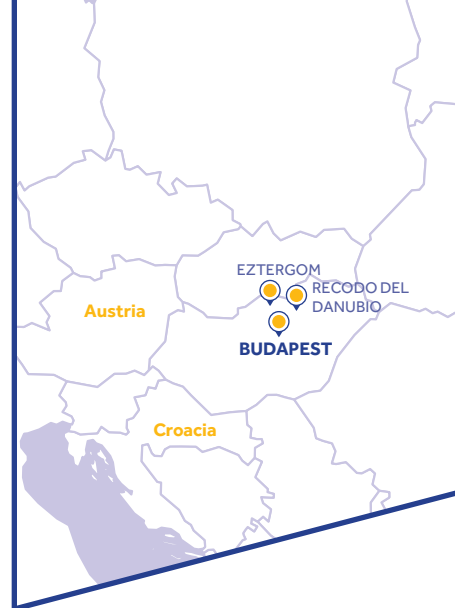 EZTERGOM
RECODO DEL
DANUBIO
Austria
BUDAPEST
Croacia